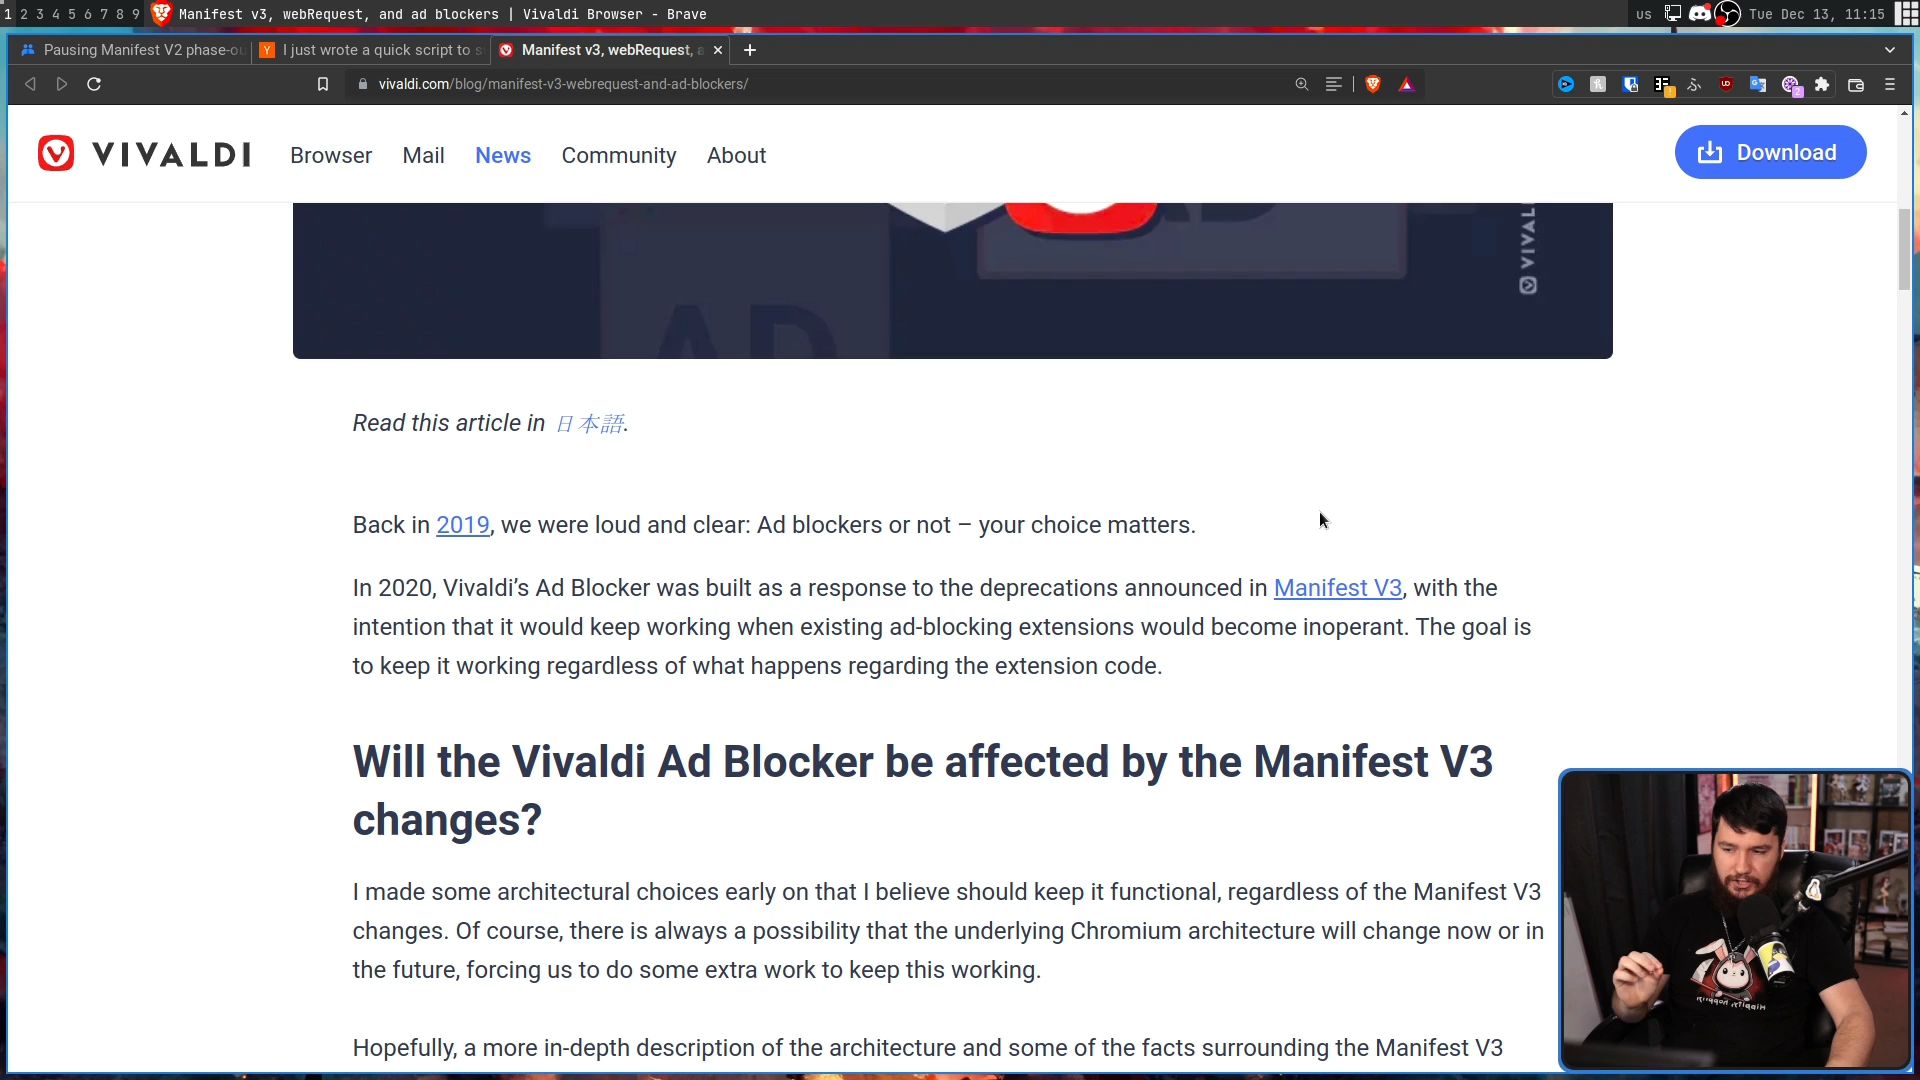 1 2 3 4 5 6 7 8 9 Manifest v3, webRequest, and ad blockers | Vivaldi Browser - Brave
us Tue Dec 13, 11:15
Pausing Manifest V2 phase-ou
I just wrote a quick script to s
Manifest v3, webRequest, a
vivaldi.com/blog/manifest-v3-webrequest-and-ad-blockers/
VIVALDI Browser Mail News Community About Download
AD
VIVALDI
AD
Read this article in 日本語.
Back in 2019, we were loud and clear: Ad blockers or not – your choice matters.
In 2020, Vivaldi’s Ad Blocker was built as a response to the deprecations announced in Manifest V3, with the
intention that it would keep working when existing ad-blocking extensions would become inoperant. The goal is
to keep it working regardless of what happens regarding the extension code.
Will the Vivaldi Ad Blocker be affected by the Manifest V3
changes?
I made some architectural choices early on that I believe should keep it functional, regardless of the Manifest V3
changes. Of course, there is always a possibility that the underlying Chromium architecture will change now or in
the future, forcing us to do some extra work to keep this working.
Hopefully, a more in-depth description of the architecture and some of the facts surrounding the Manifest V3